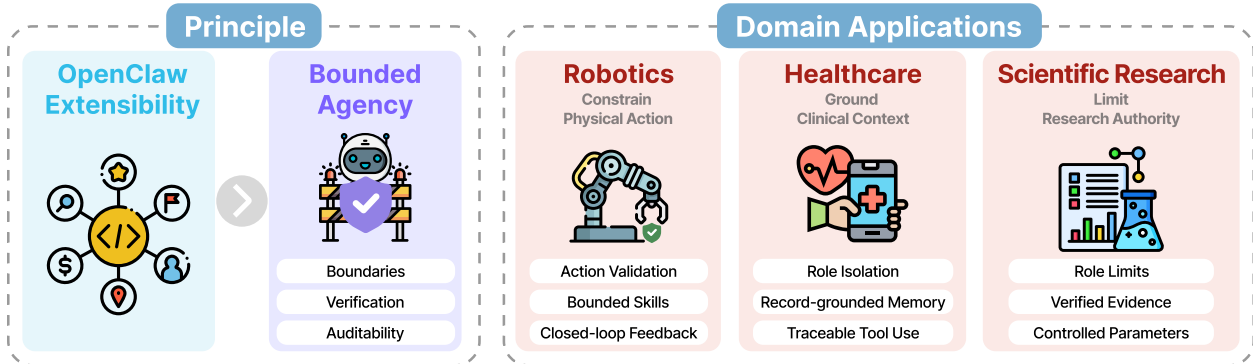 Principle
OpenClaw
Extensibility
</>
$
Bounded
Agency
Boundaries
Verification
Auditability
Domain Applications
Robotics
Constrain
Physical Action
Action Validation
Bounded Skills
Closed-loop Feedback
Healthcare
Ground
Clinical Context
Role Isolation
Record-grounded Memory
Traceable Tool Use
Scientific Research
Limit
Research Authority
Role Limits
Verified Evidence
Controlled Parameters